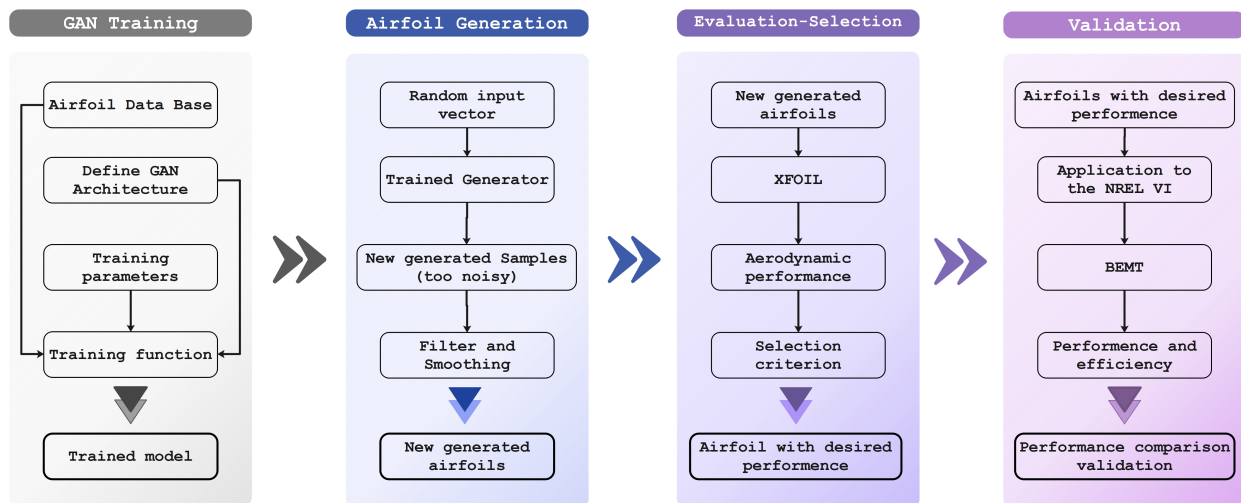 GAN Training
Airfoil Data Base
Define GAN
Architecture
Training
parameters
Training function
Trained model
Airfoil Generation
Random input
vector
Trained Generator
New generated Samples
(too noisy)
Filter and
Smoothing
New generated
airfoils
Evaluation-Selection
New generated
airfoils
XFOIL
Aerodynamic
performance
Selection
criterion
Airfoil with desired
performence
Validation
Airfoils with desired
performence
Application to
the NREL VI
BEMT
Performence and
efficiency
Performance comparison
validation